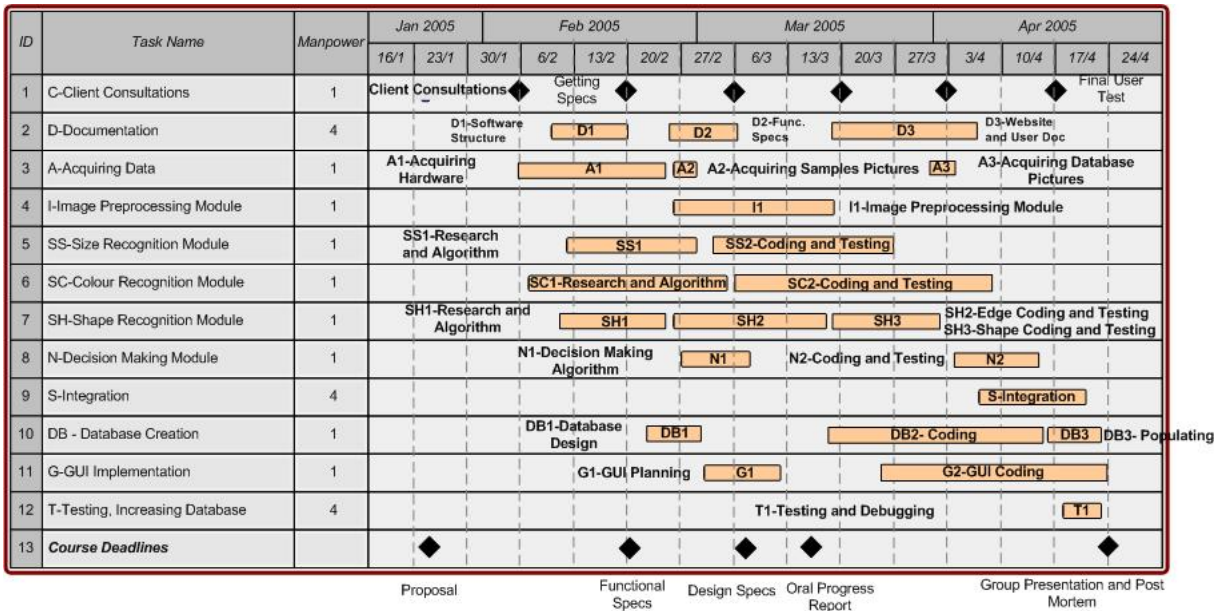 ID Task Name Manpower Jan 2005 Feb 2005 Mar 2005 Apr 2005
16/1 23/1 30/1 6/2 13/2 20/2 27/2 6/3 13/3 20/3 27/3 3/4 10/4 17/4 24/4
1 C-Client Consultations 1 Client Consultations Getting Final User
Specs Test
2 D-Documentation 4 D1-Software D1 D2 D2-Func. D3 D3-Website
Structure Specs and User Doc
3 A-Acquiring Data 1 A1-Acquiring A1 A2 A2-Acquiring Samples Pictures A3 A3-Acquiring Database
Hardware Pictures
4 I-Image Preprocessing Module 1 I1 I1-Image Preprocessing Module
5 SS-Size Recognition Module 1 SS1-Research SS1 SS2-Coding and Testing
and Algorithm
6 SC-Colour Recognition Module 1 SC1-Research and Algorithm SC2-Coding and Testing
7 SH-Shape Recognition Module 1 SH1-Research and SH1 SH2 SH3 SH2-Edge Coding and Testing
Algorithm SH3-Shape Coding and Testing
8 N-Decision Making Module 1 N1-Decision Making N1 N2-Coding and Testing N2
Algorithm
9 S-Integration 4 S-Integration
10 DB - Database Creation 1 DB1-Database DB1 DB2- Coding DB3 DB3- Populating
Design
11 G-GUI Implementation 1 G1-GUI Planning G1 G2-GUI Coding
12 T-Testing, Increasing Database 4 T1-Testing and Debugging T1
13 Course Deadlines
Proposal Functional Design Specs Oral Progress Group Presentation and Post
Specs Report Mortem